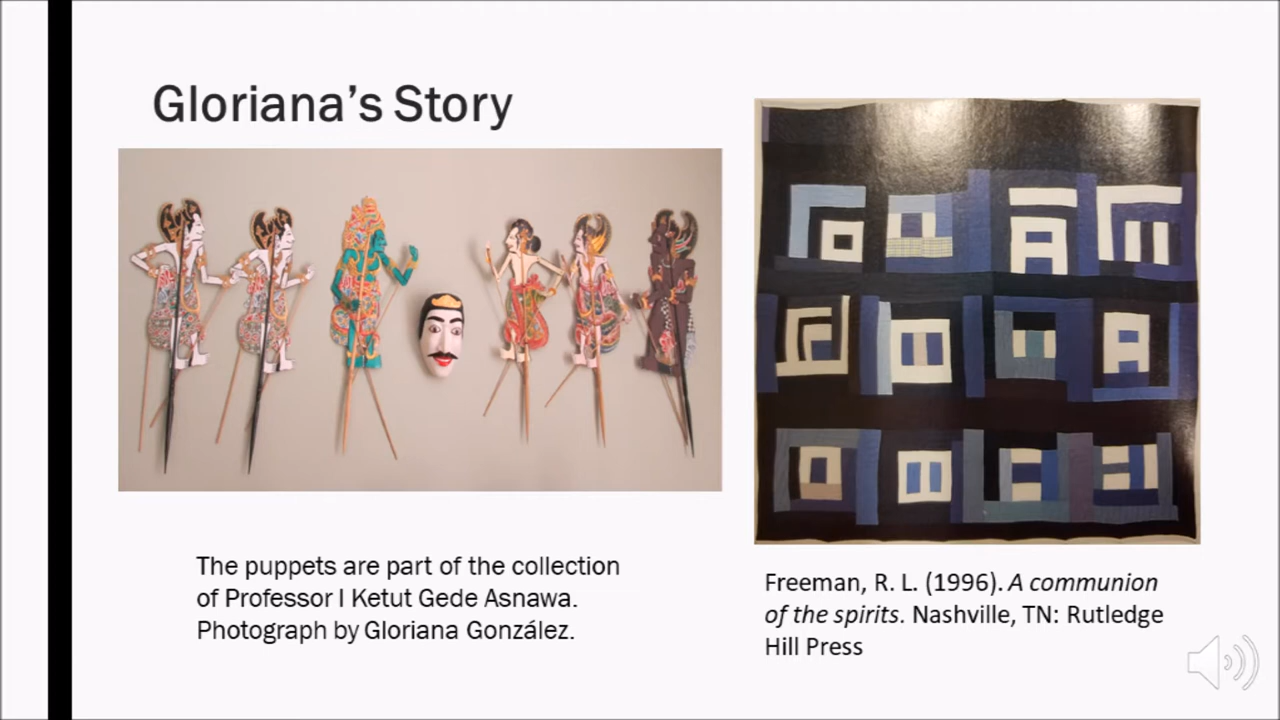 Gloriana’s Story
The puppets are part of the collection
of Professor I Ketut Gede Asnawa.
Photograph by Gloriana González.
Freeman, R. L. (1996). A communion
of the spirits. Nashville, TN: Rutledge
Hill Press